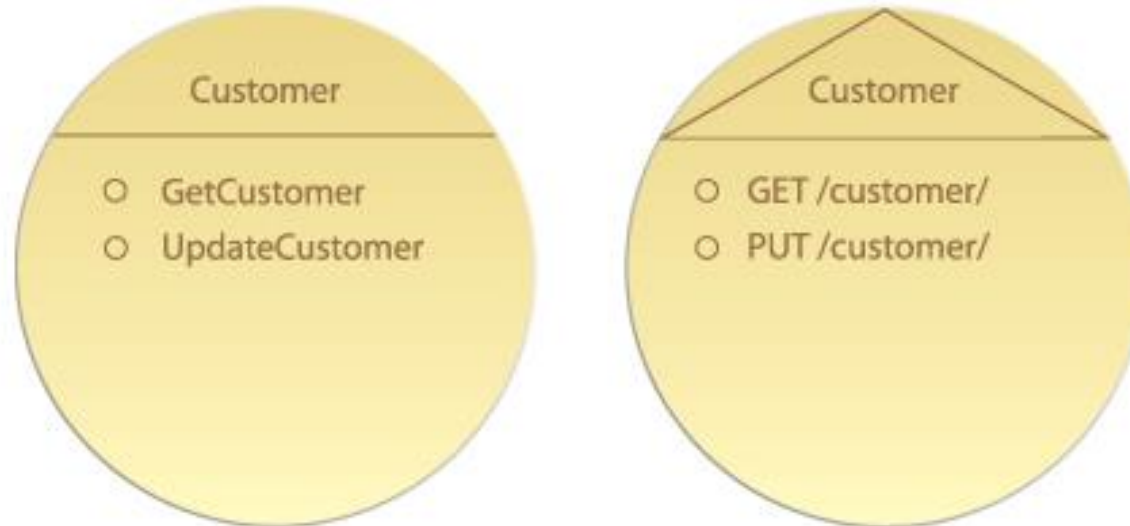 Customer
GetCustomer
UpdateCustomer
Customer
GET /customer/
PUT /customer/